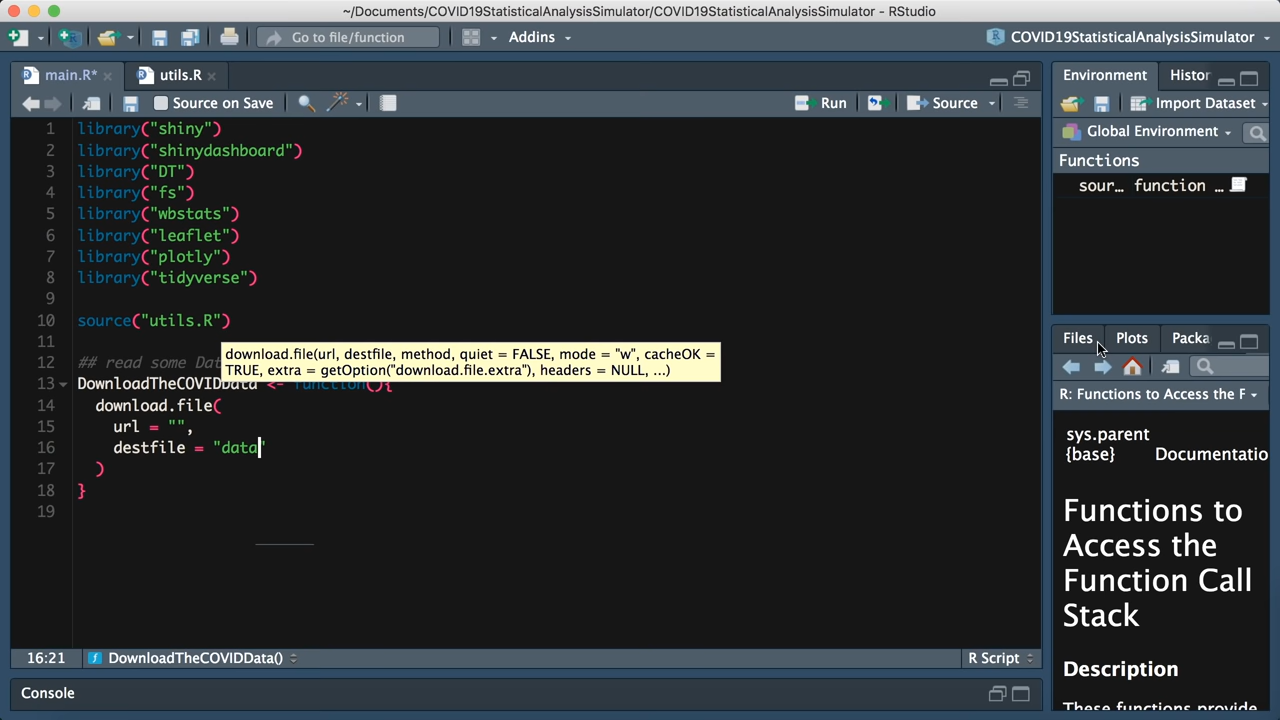 ~/Documents/COVID19StatisticalAnalysisSimulator/COVID19StatisticalAnalysisSimulator - RStudio
Go to file/function
Addins
COVID19StatisticalAnalysisSimulator
main.R*
utils.R
Source on Save
Run
Source
1 library("shiny")
2 library("shinydashboard")
3 library("DT")
4 library("fs")
5 library("wbstats")
6 library("leaflet")
7 library("plotly")
8 library("tidyverse")
9
10 source("utils.R")
11
12 ## read some Dat
download.file(url, destfile, method, quiet = FALSE, mode = "w", cacheOK =
TRUE, extra = getOption("download.file.extra"), headers = NULL, ...)
13 DownloadTheCOVIDData <- function(){
14 download.file(
15 url = "",
16 destfile = "data"
17 )
18 }
19
16:21
DownloadTheCOVIDData()
R Script
Console
Environment
Histor
Import Dataset
Global Environment
Functions
sour… function …
Files
Plots
Packa
R: Functions to Access the F
sys.parent
{base} Documentatio
Functions to
Access the
Function Call
Stack
Description
These functions provide